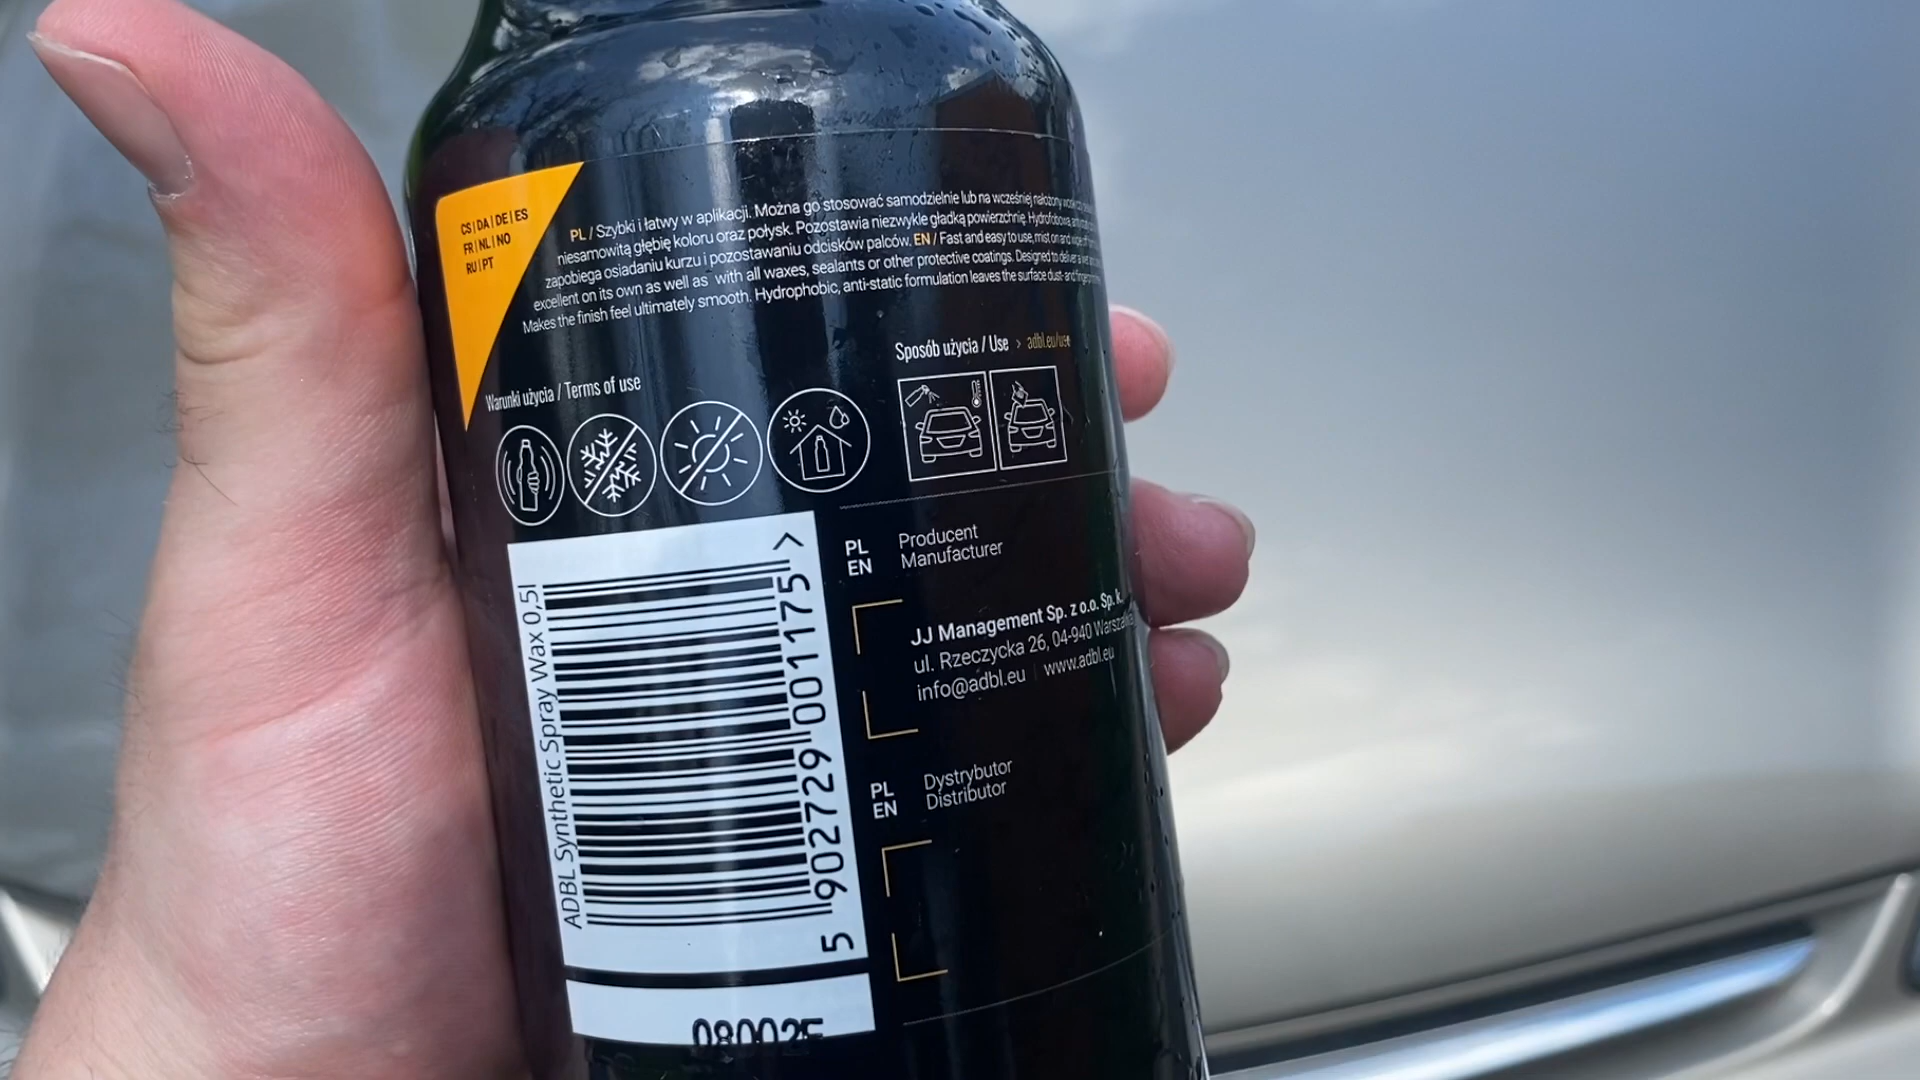 CS | DA | DE | ES
FR | NL | NO
RU | PT
PL / Szybki i łatwy w aplikacji. Można go stosować samodzielnie lub na wcześniej nałożony
niesamowitą głębię koloru oraz połysk. Pozostawia niezwykle gładką powierzchnię. Hydrofobowa,
zapobiega osiadaniu kurzu i pozostawaniu odcisków palców. EN / Fast and easy to use, mist on and wipe off
excellent on its own as well as with all waxes, sealants or other protective coatings. Designed to deliver a wet
Makes the finish feel ultimately smooth. Hydrophobic, anti-static formulation leaves the surface dust- and
Warunki użycia / Terms of use
Sposób użycia / Use > adbl.eu/use
PL
EN
Producent
Manufacturer
JJ Management Sp. z o.o. Sp. k.
ul. Rzeczycka 26, 04-940 Warszawa
info@adbl.eu | www.adbl.eu
PL
EN
Dystrybutor
Distributor
ADBL Synthetic Spray Wax 0,5l
5 902729 001175 >